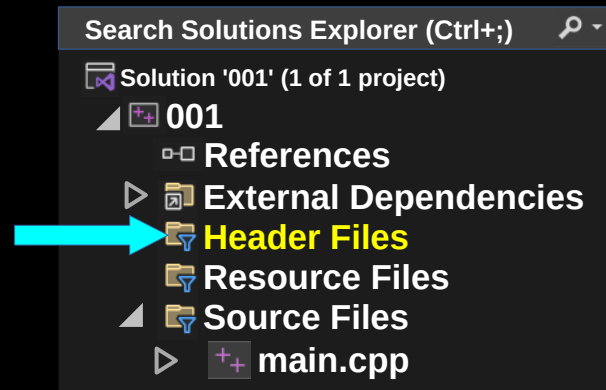 Search Solutions Explorer (Ctrl+;)
Solution '001' (1 of 1 project)
001
References
External Dependencies
Header Files
Resource Files
Source Files
main.cpp